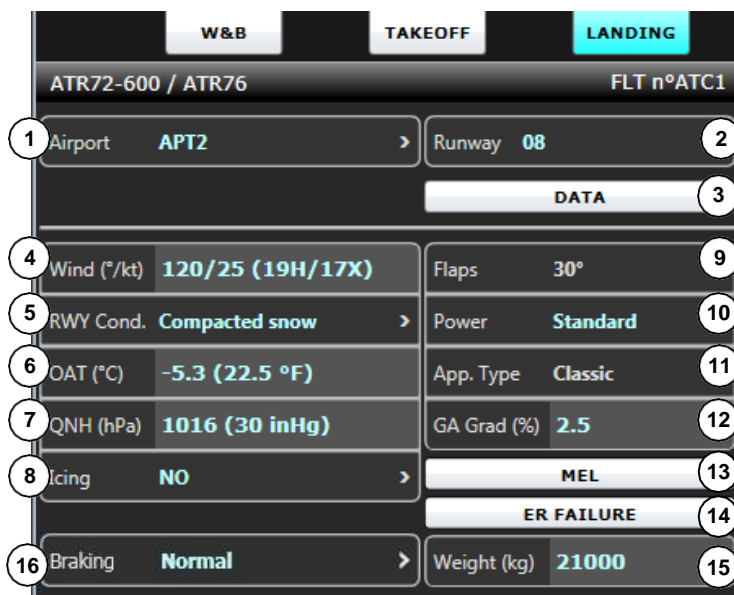 W&B TAKEOFF LANDING
ATR72-600 / ATR76 FLT n°ATC1
1 Airport APT2 > Runway 08 2
DATA 3
4 Wind (°/kt) 120/25 (19H/17X) Flaps 30° 9
5 RWY Cond. Compacted snow > Power Standard 10
6 OAT (°C) -5.3 (22.5 °F) App. Type Classic 11
7 QNH (hPa) 1016 (30 inHg) GA Grad (%) 2.5 12
8 Icing NO > MEL 13
ER FAILURE 14
16 Braking Normal > Weight (kg) 21000 15